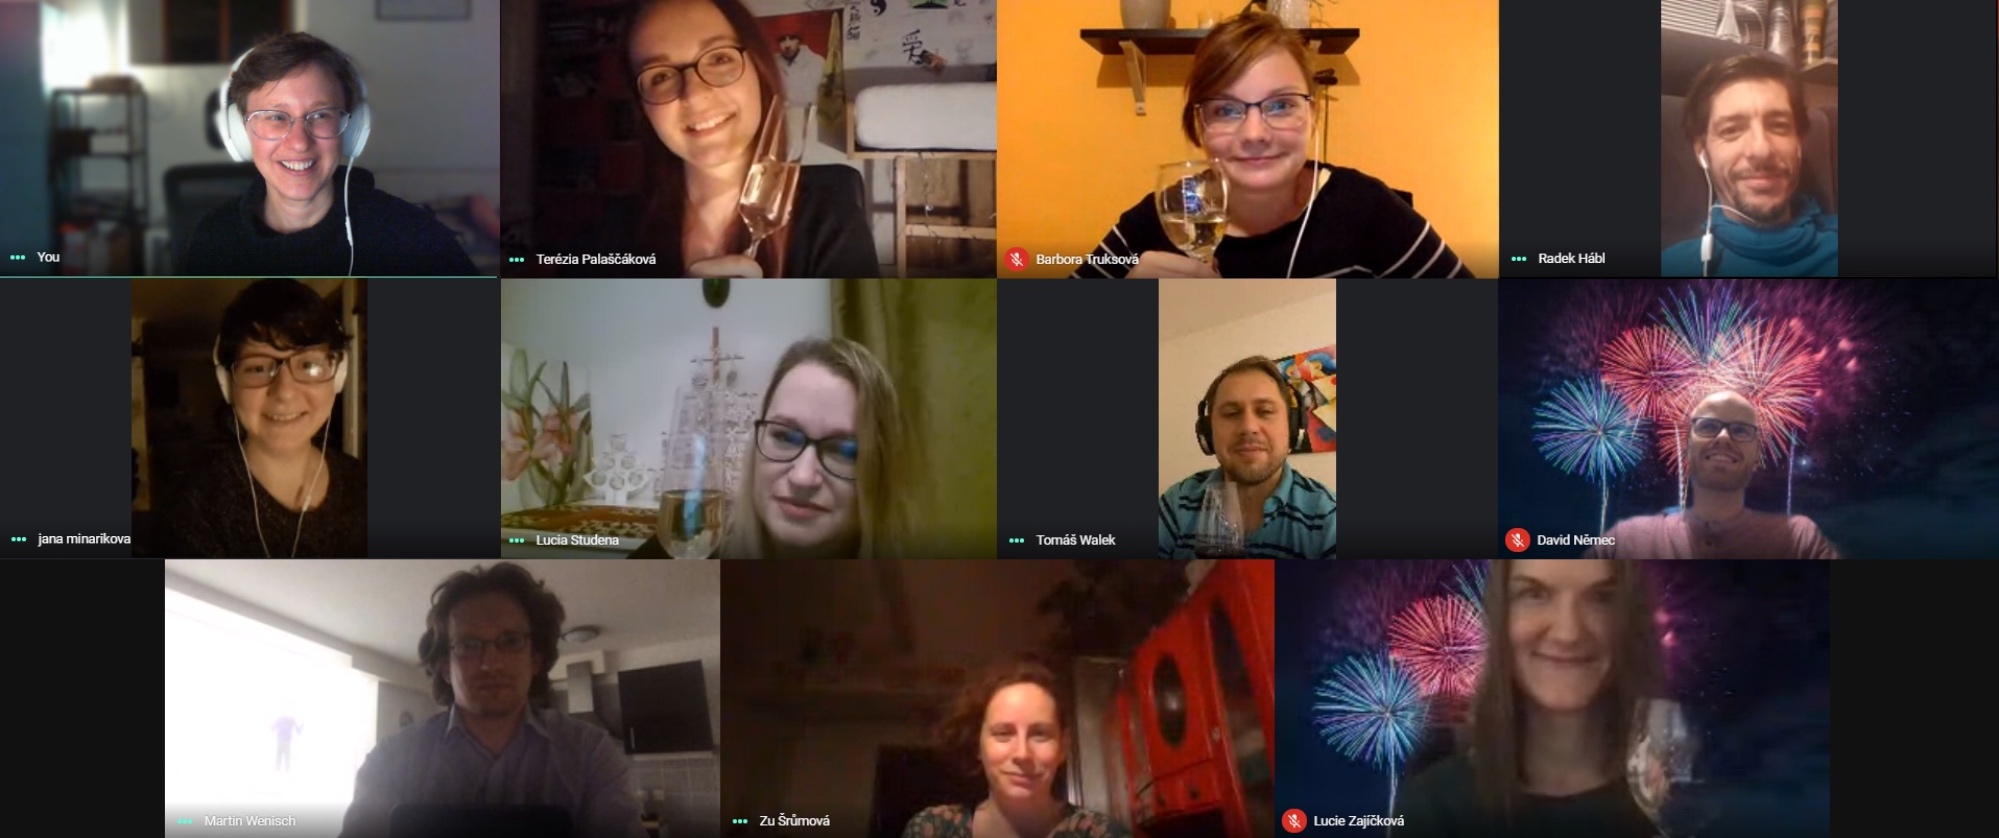 You
Terézia Palaščáková
Barbora Truksová
Radek Hábl
jana minarikova
Lucia Studena
Tomáš Walek
David Němec
Martin Wenisch
Zu Šrůmová
Lucie Zajíčková